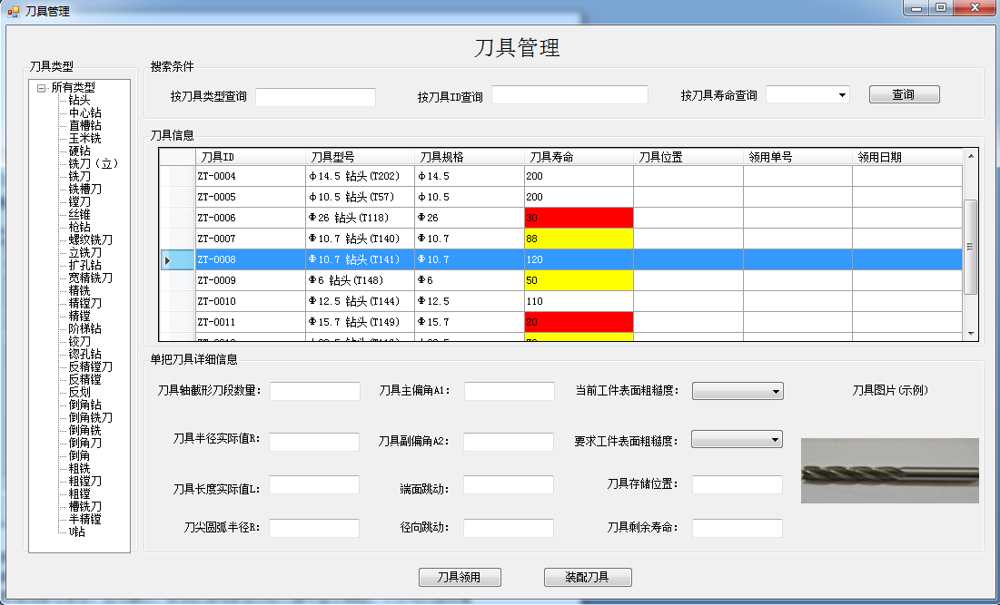 刀具管理
刀具管理
刀具类型
所有类型
钻头
中心钻
直槽钻
玉米铣
硬钻
铣刀（立）
铣刀
铣槽刀
镗刀
丝锥
枪钻
螺纹铣刀
立铣刀
扩孔钻
宽精铣刀
精铣
精镗刀
精镗
阶梯钻
铰刀
锪孔钻
反精镗刀
反精镗
反刬
倒角钻
倒角铣刀
倒角铣
倒角刀
倒角
粗铣
粗镗刀
粗镗
槽铣刀
半精镗
U钻
搜索条件
按刀具类型查询 按刀具ID查询 按刀具寿命查询 查询
刀具信息
刀具ID 刀具型号 刀具规格 刀具寿命 刀具位置 领用单号 领用日期
ZT-0004 φ14.5 钻头(T202) φ14.5 200
ZT-0005 φ10.5 钻头(T57) φ10.5 200
ZT-0006 Φ26 钻头(T118) Φ26 30
ZT-0007 Φ10.7 钻头(T140) Φ10.7 88
ZT-0008 Φ10.7 钻头(T141) Φ10.7 120
ZT-0009 Φ6 钻头(T148) Φ6 50
ZT-0010 Φ12.5 钻头(T144) Φ12.5 110
ZT-0011 Φ15.7 钻头(T149) Φ15.7 20
单把刀具详细信息
刀具轴截形刀段数量： 刀具主偏角A1： 当前工件表面粗糙度： 刀具图片(示例)
刀具半径实际值R： 刀具副偏角A2： 要求工件表面粗糙度：
刀具长度实际值L： 端面跳动： 刀具存储位置：
刀尖圆弧半径R： 径向跳动： 刀具剩余寿命：
刀具领用 装配刀具